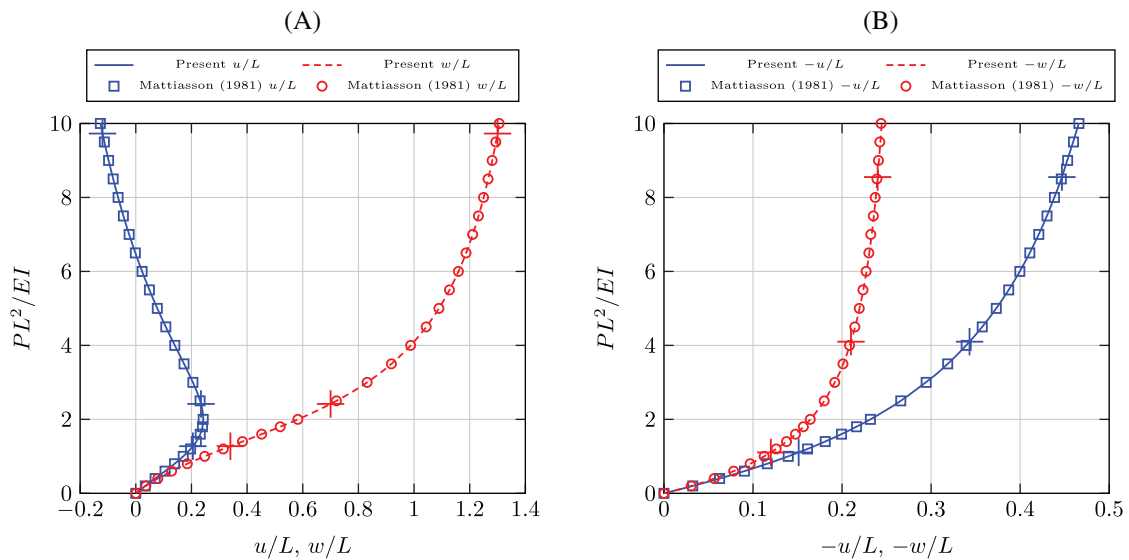 (A)
Present u/L Present w/L
Mattiasson (1981) u/L Mattiasson (1981) w/L
10
8
6
4
2
0
PL²/EI
−0.2 0 0.2 0.4 0.6 0.8 1 1.2 1.4
u/L, w/L
(B)
Present −u/L Present −w/L
Mattiasson (1981) −u/L Mattiasson (1981) −w/L
10
8
6
4
2
0
PL²/EI
0 0.1 0.2 0.3 0.4 0.5
−u/L, −w/L